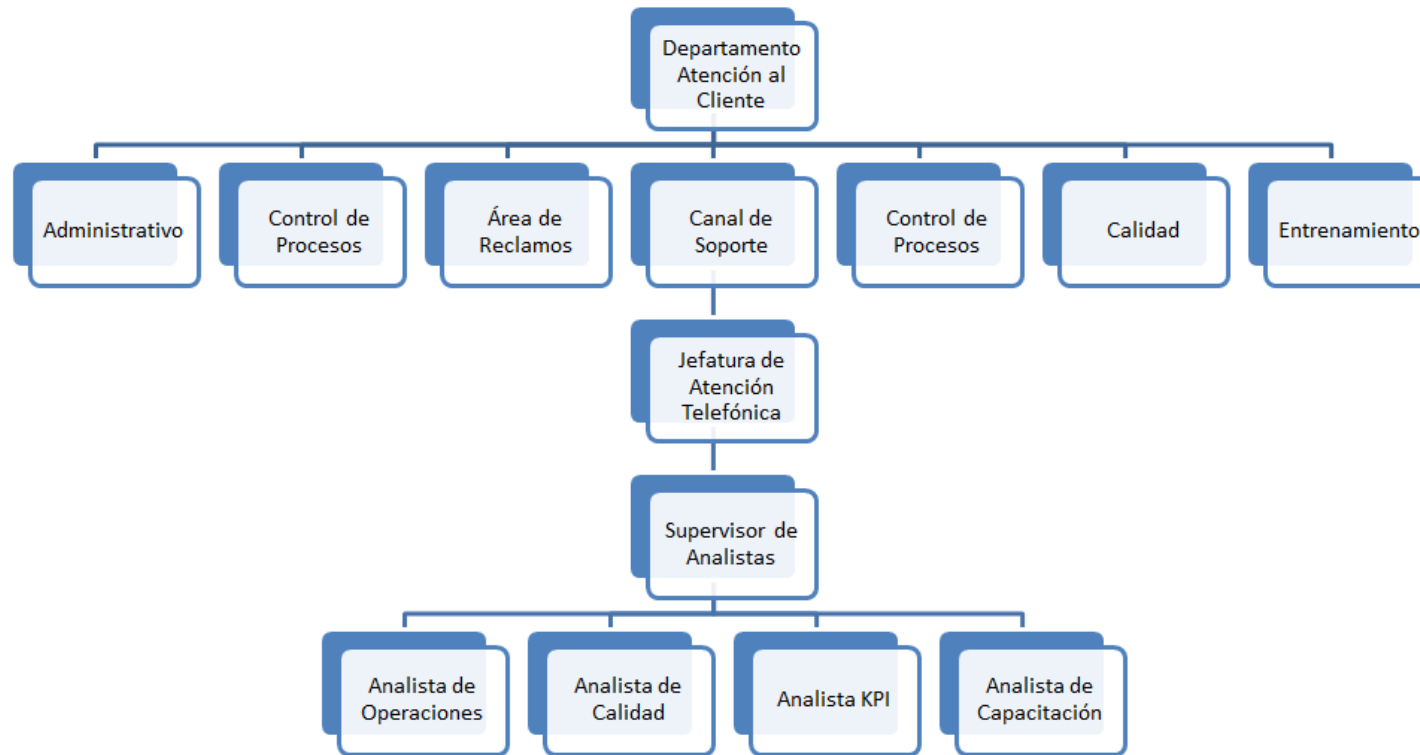 Departamento
Atención al
Cliente
Administrativo
Control de
Procesos
Área de
Reclamos
Canal de
Soporte
Control de
Procesos
Calidad
Entrenamiento
Jefatura de
Atención
Telefónica
Supervisor de
Analistas
Analista de
Operaciones
Analista de
Calidad
Analista KPI
Analista de
Capacitación